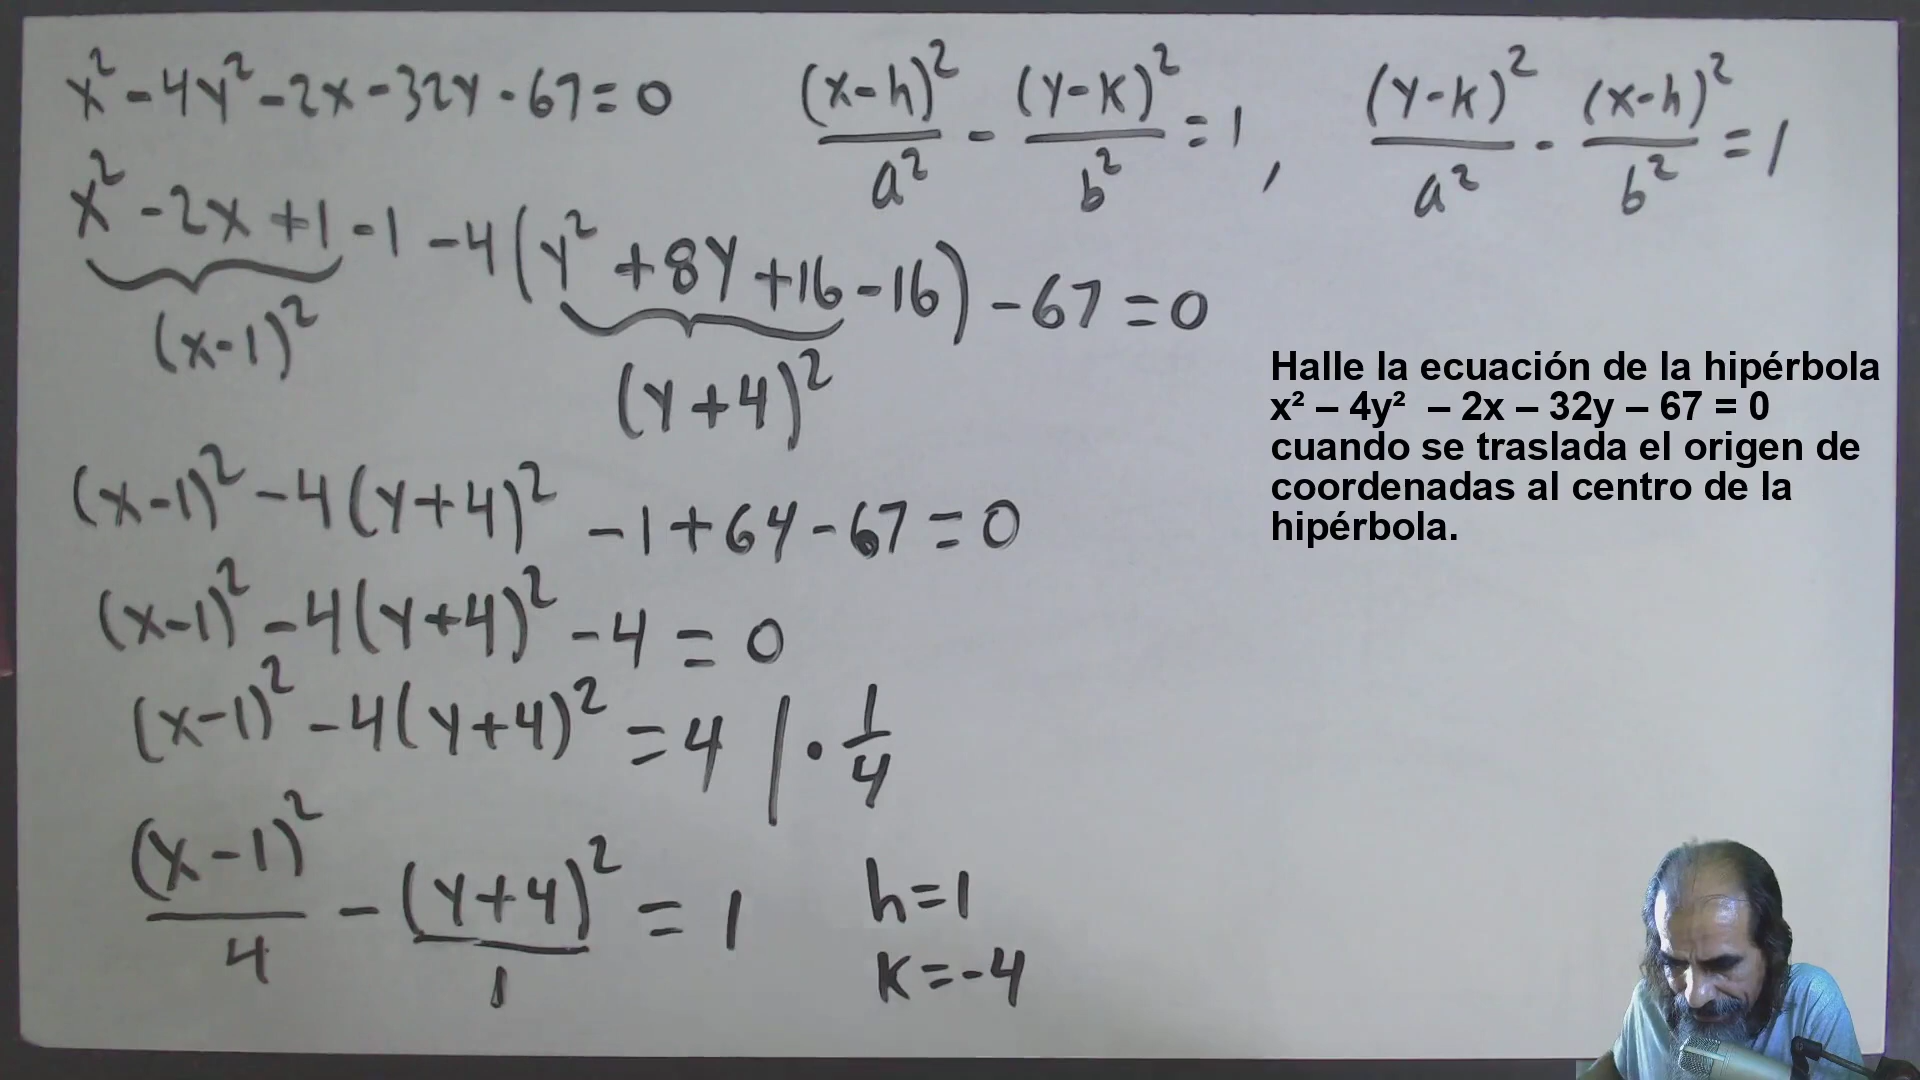 x² - 4y² - 2x - 32y - 67 = 0
(x-h)²/a² - (y-k)²/b² = 1 , (y-k)²/a² - (x-h)²/b² = 1
x² - 2x + 1 - 1 - 4(y² + 8y + 16 - 16) - 67 = 0
(x-1)² (y+4)²
(x-1)² - 4(y+4)² - 1 + 64 - 67 = 0
(x-1)² - 4(y+4)² - 4 = 0
(x-1)² - 4(y+4)² = 4 | · 1/4
(x-1)²/4 - (y+4)²/1 = 1
h = 1
k = -4
Halle la ecuación de la hipérbola
x² – 4y² – 2x – 32y – 67 = 0
cuando se traslada el origen de
coordenadas al centro de la
hipérbola.